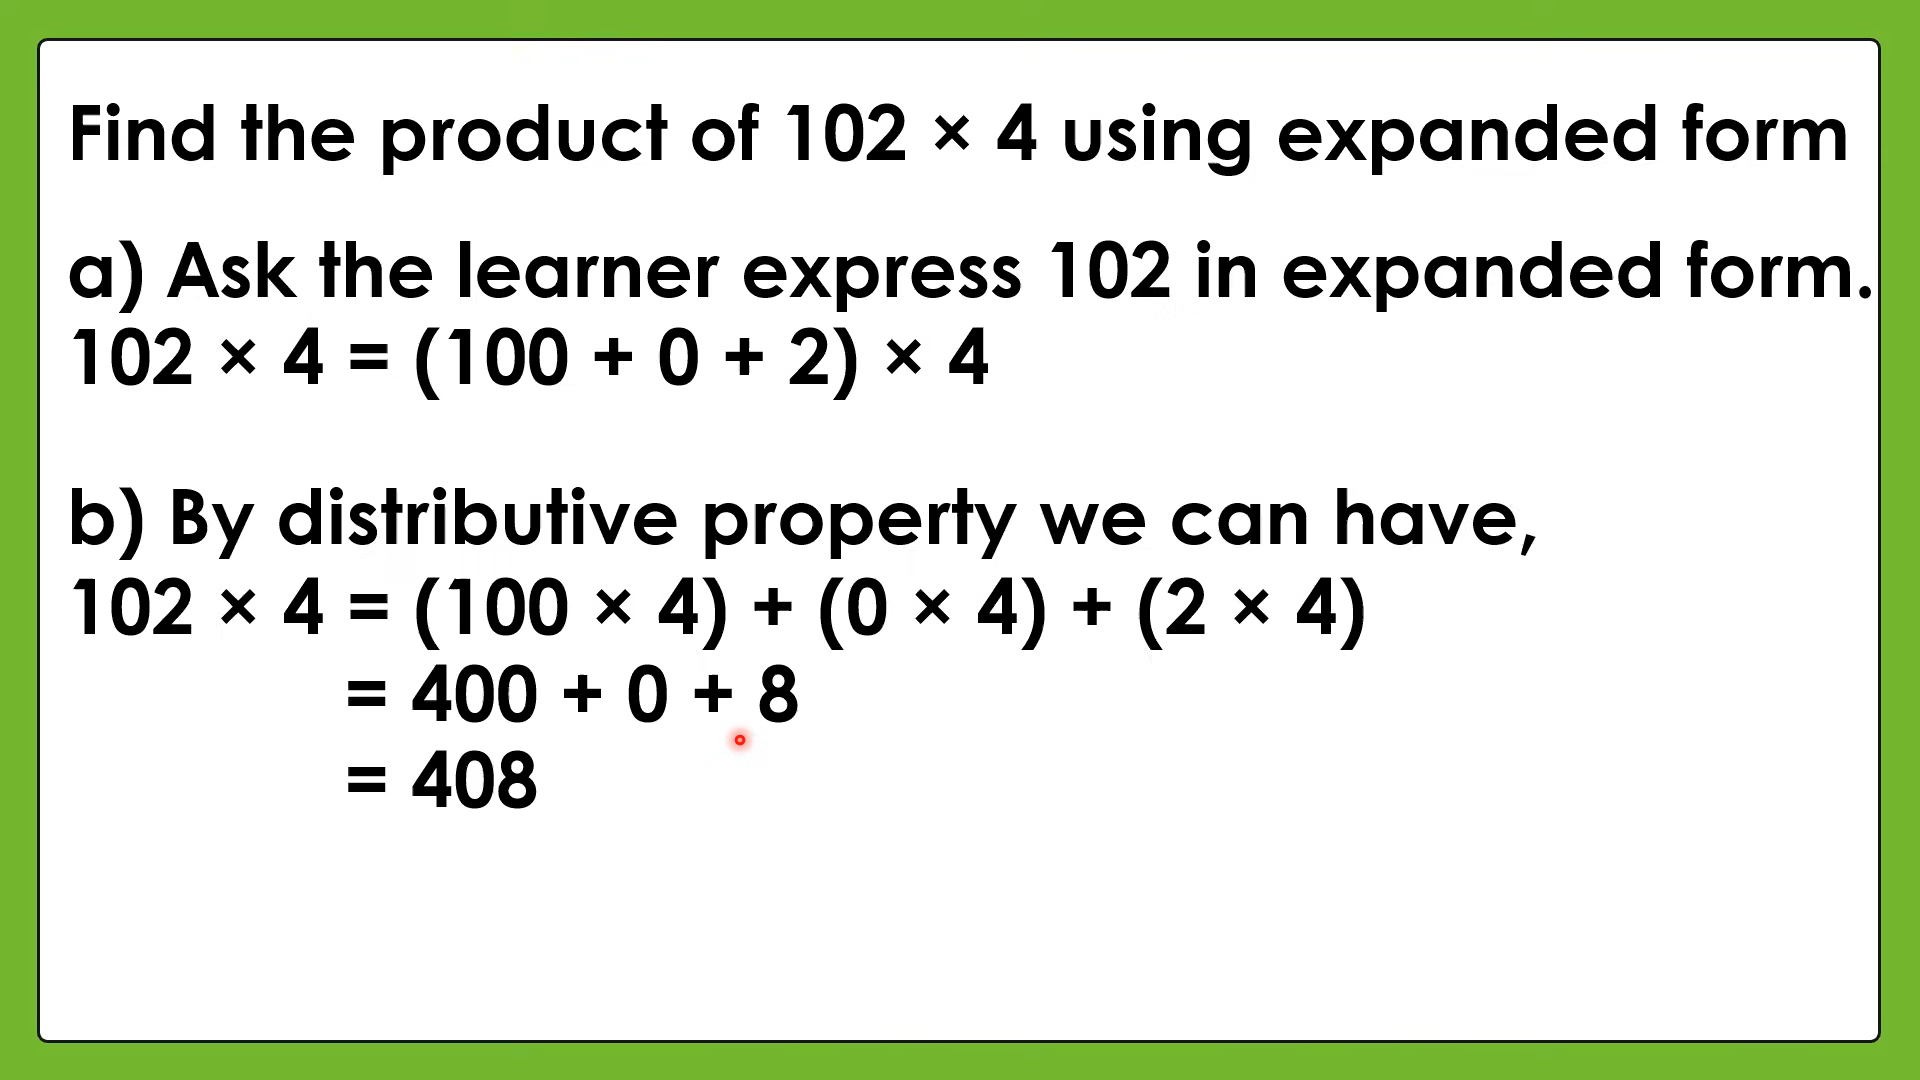 Find the product of 102 × 4 using expanded form
a) Ask the learner express 102 in expanded form.
102 × 4 = (100 + 0 + 2) × 4
b) By distributive property we can have,
102 × 4 = (100 × 4) + (0 × 4) + (2 × 4)
= 400 + 0 + 8
= 408